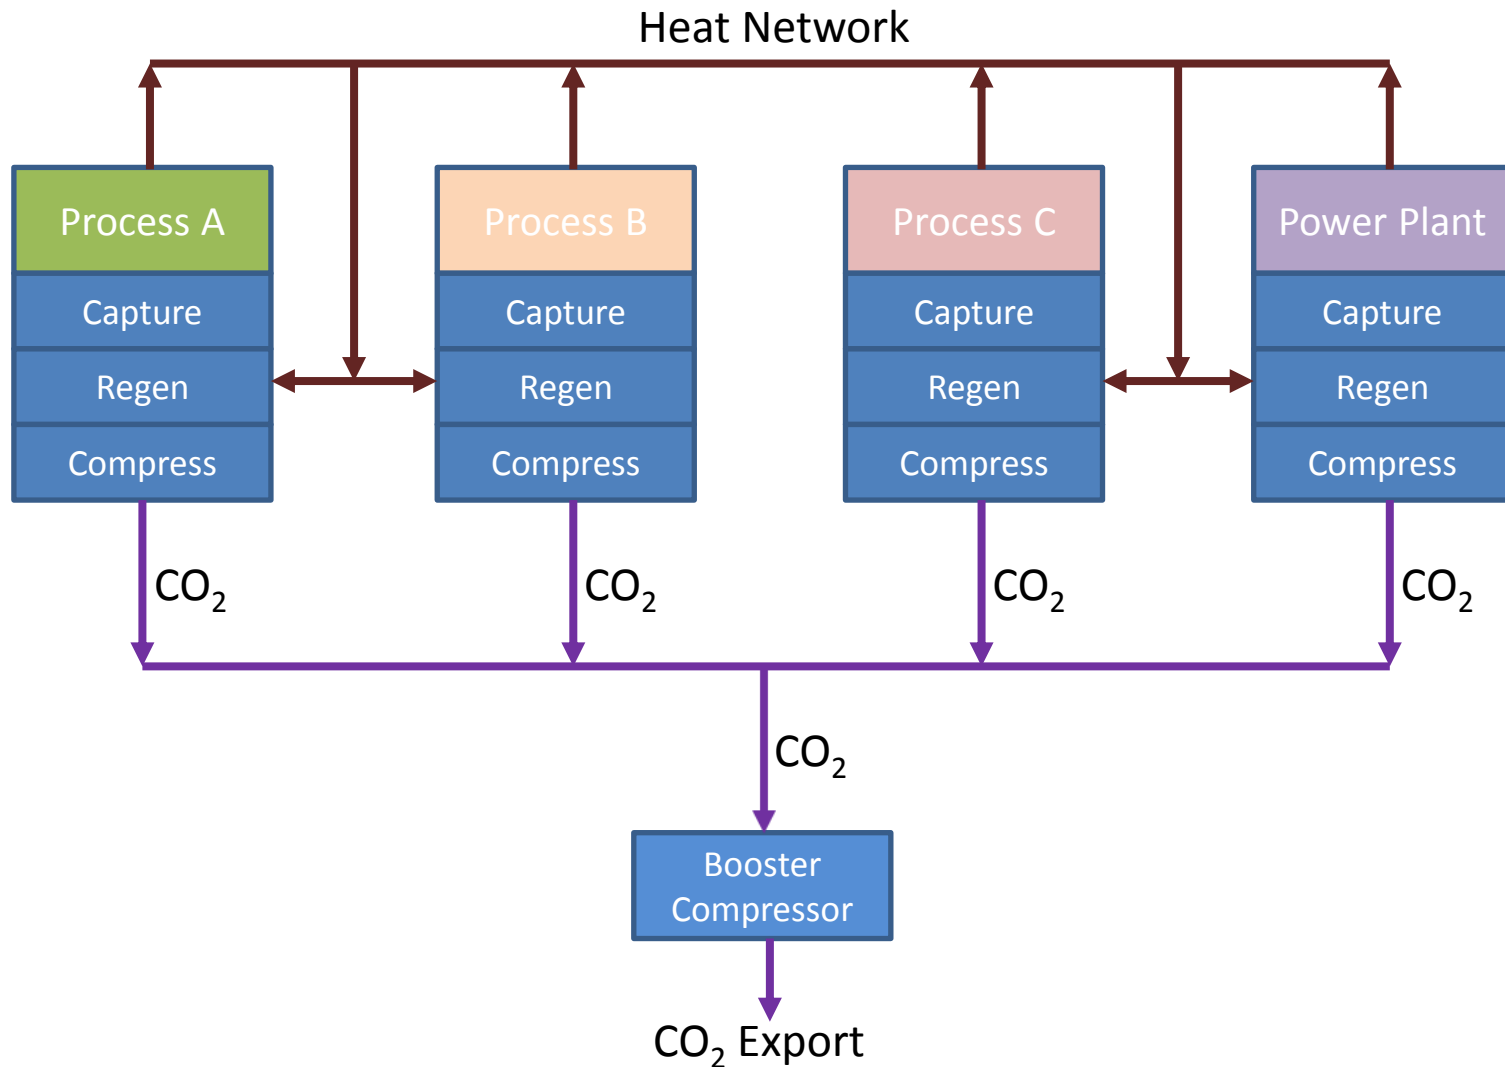 Heat Network
Process A
Process B
Process C
Power Plant
Capture
Capture
Capture
Capture
Regen
Regen
Regen
Regen
Compress
Compress
Compress
Compress
CO₂
CO₂
CO₂
CO₂
CO₂
Booster
Compressor
CO₂ Export